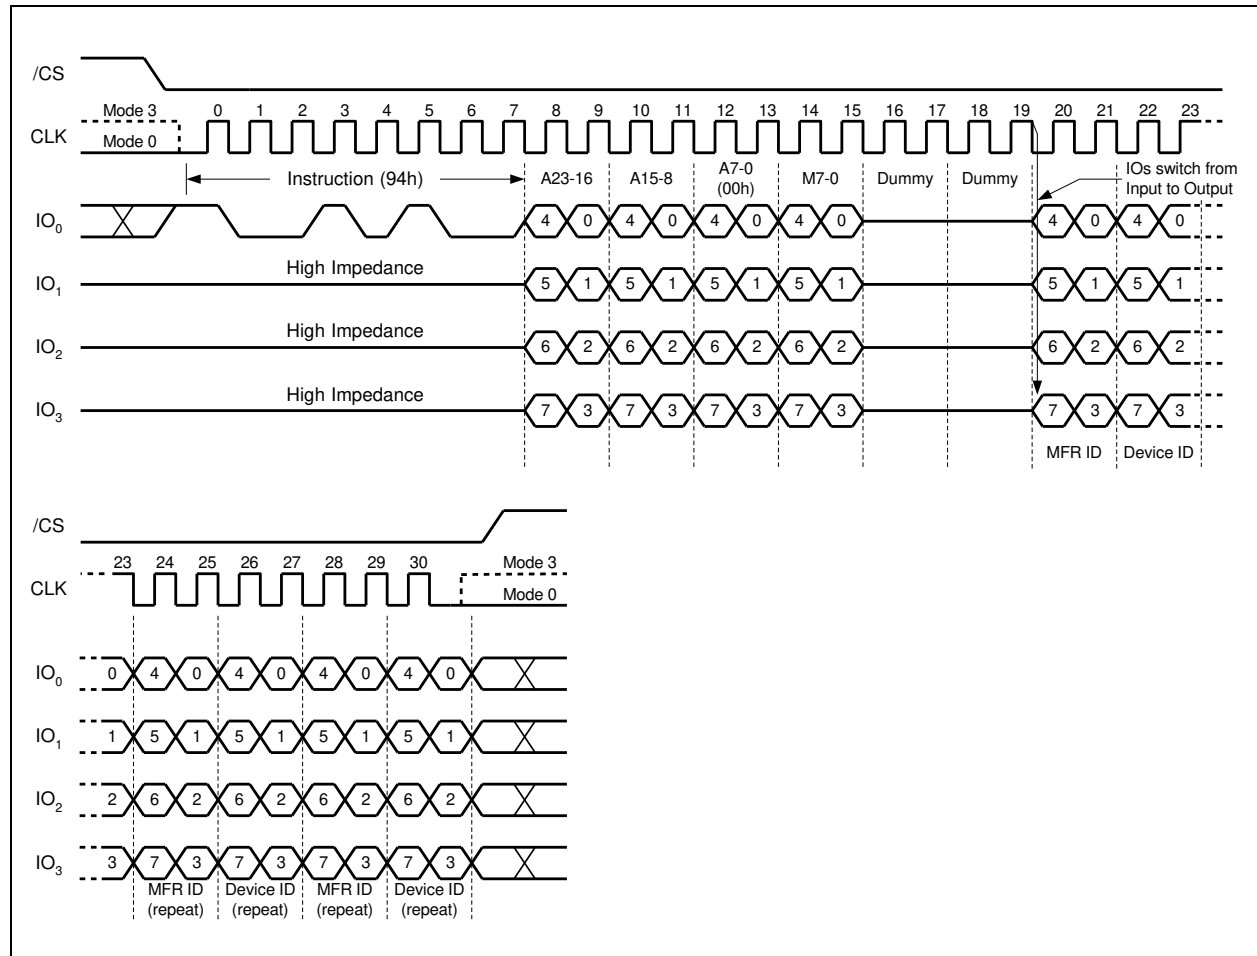 /CS
Mode 3 0 1 2 3 4 5 6 7 8 9 10 11 12 13 14 15 16 17 18 19 20 21 22 23
CLK
Mode 0
Instruction (94h) A23-16 A15-8 A7-0 (00h) M7-0 Dummy Dummy
IOs switch from
Input to Output
IO0 4 0 4 0 4 0 4 0 4 0 4 0
High Impedance
IO1 5 1 5 1 5 1 5 1 5 1 5 1
High Impedance
IO2 6 2 6 2 6 2 6 2 6 2 6 2
High Impedance
IO3 7 3 7 3 7 3 7 3 7 3 7 3
MFR ID Device ID
/CS
23 24 25 26 27 28 29 30 Mode 3
CLK
Mode 0
IO0 0 4 0 4 0 4 0 4 0
IO1 1 5 1 5 1 5 1 5 1
IO2 2 6 2 6 2 6 2 6 2
IO3 3 7 3 7 3 7 3 7 3
MFR ID Device ID MFR ID Device ID
(repeat) (repeat) (repeat) (repeat)